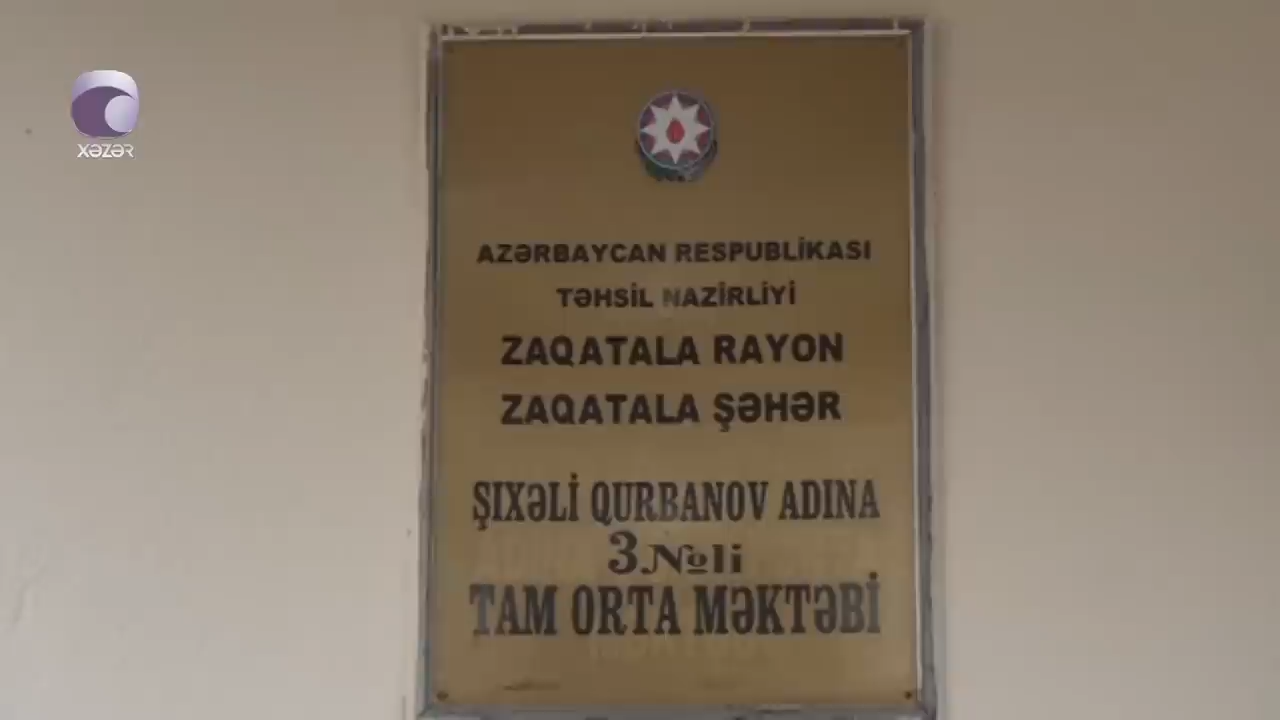 XƏZƏR
AZƏRBAYCAN RESPUBLİKASI
TƏHSİL NAZİRLİYİ
ZAQATALA RAYON
ZAQATALA ŞƏHƏR
ŞIXƏLİ QURBANOV ADINA
3 №li
TAM ORTA MƏKTƏBİ